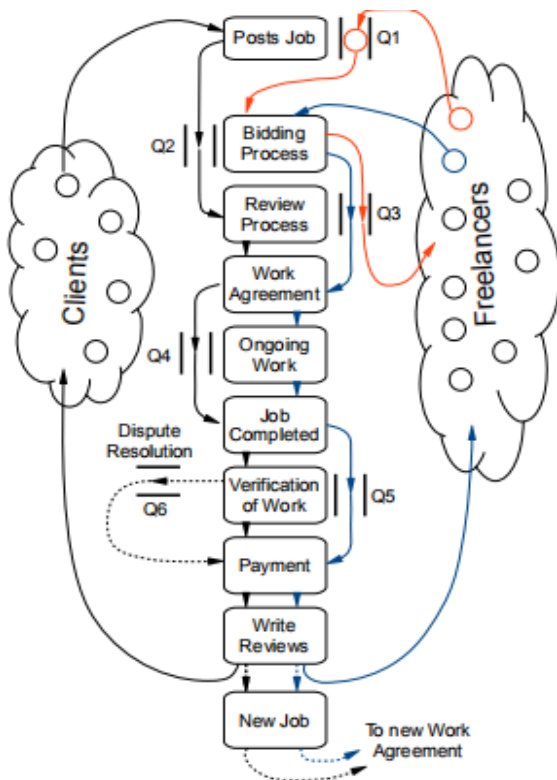 Posts Job
Q1
Q2
Bidding
Process
Review
Process
Q3
Clients
Freelancers
Work
Agreement
Q4
Ongoing
Work
Job
Completed
Dispute
Resolution
Q6
Verification
of Work
Q5
Payment
Write
Reviews
New Job
To new Work
Agreement